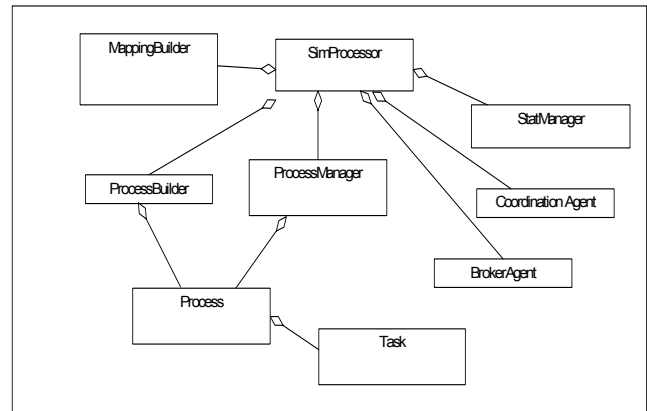 MappingBuilder
SimProcessor
StatManager
ProcessBuilder
ProcessManager
Coordination Agent
BrokerAgent
Process
Task